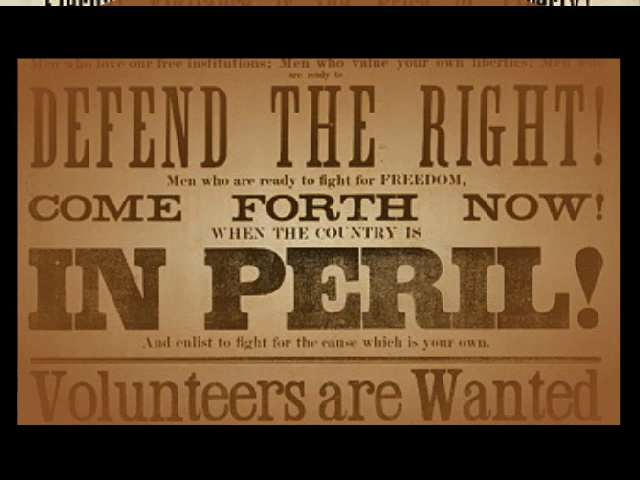 Men who love our free institutions; Men who value your own liberties; Men who
are ready to
DEFEND THE RIGHT!
Men who are ready to fight for FREEDOM,
COME FORTH NOW!
WHEN THE COUNTRY IS
IN PERIL!
And enlist to fight for the cause which is your own.
Volunteers are Wanted